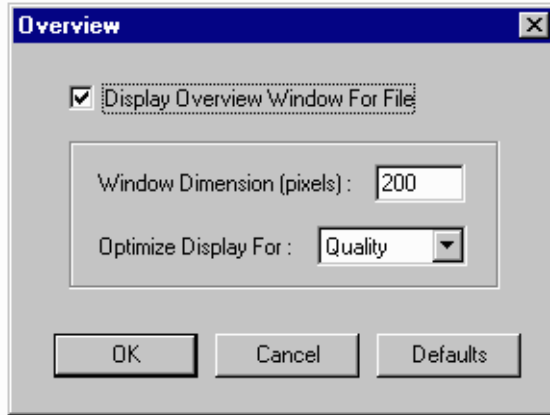 Overview
Display Overview Window For File
Window Dimension (pixels) : 200
Optimize Display For : Quality
OK Cancel Defaults